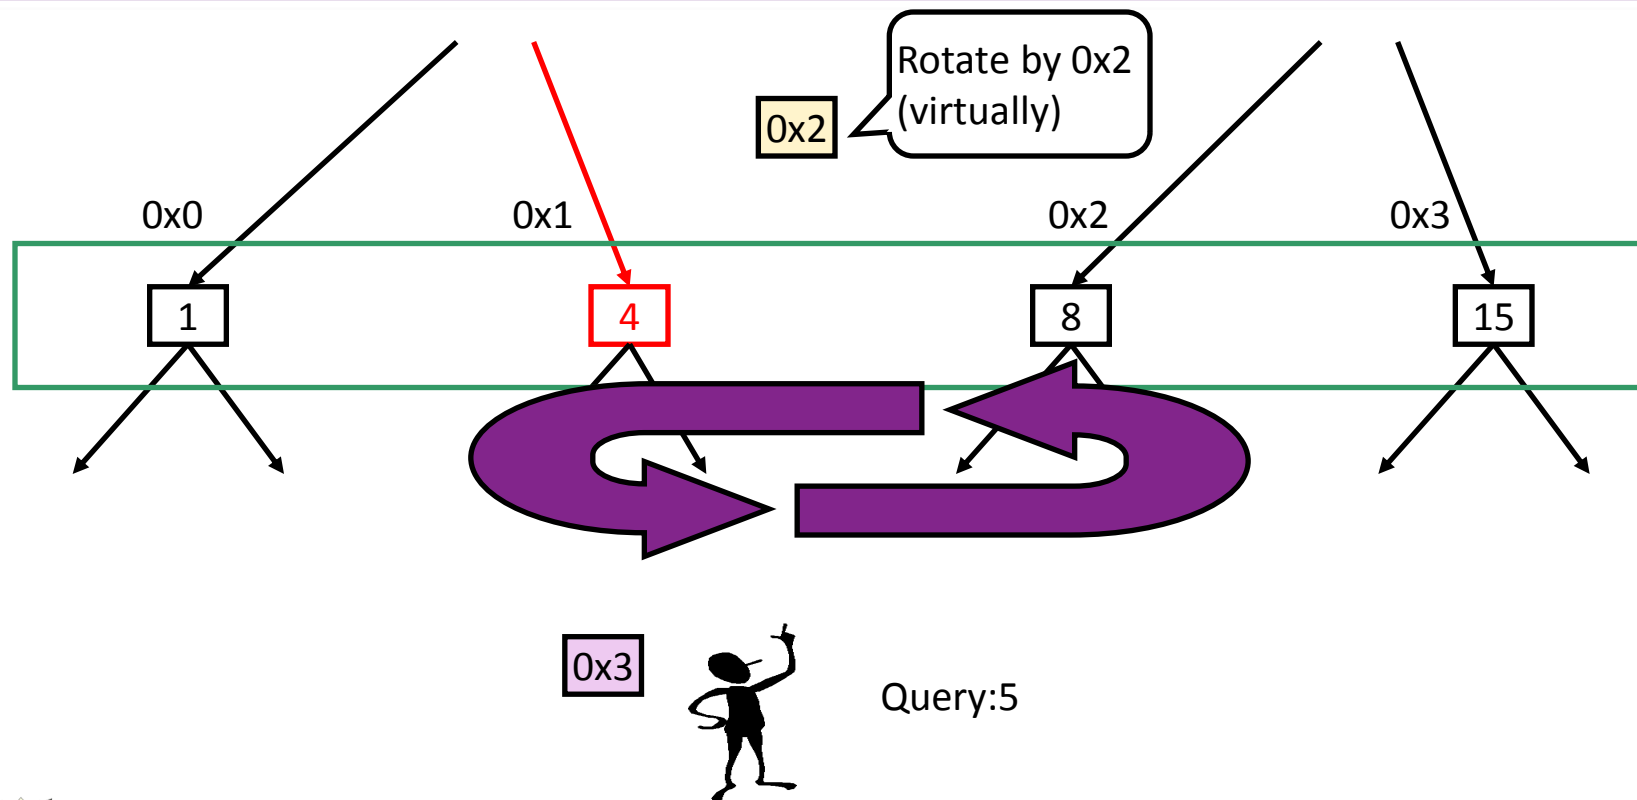 Rotate by 0x2
(virtually)
0x2
0x0 0x1 0x2 0x3
1 4 8 15
0x3
Query:5